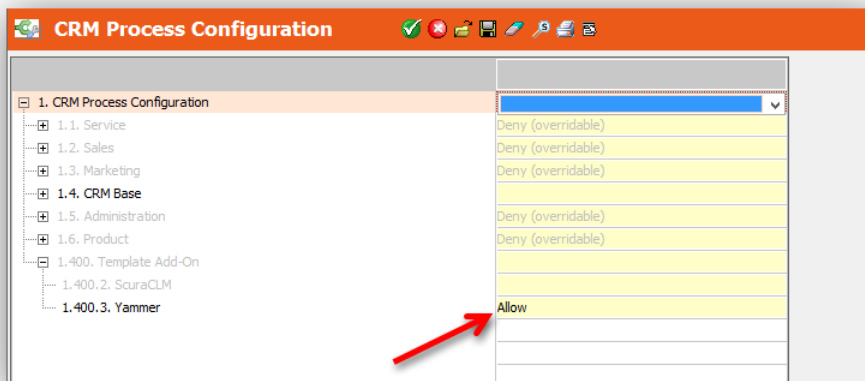 CRM Process Configuration
1. CRM Process Configuration
1.1. Service Deny (overridable)
1.2. Sales Deny (overridable)
1.3. Marketing Deny (overridable)
1.4. CRM Base
1.5. Administration Deny (overridable)
1.6. Product Deny (overridable)
1.400. Template Add-On
1.400.2. ScuraCLM
1.400.3. Yammer Allow